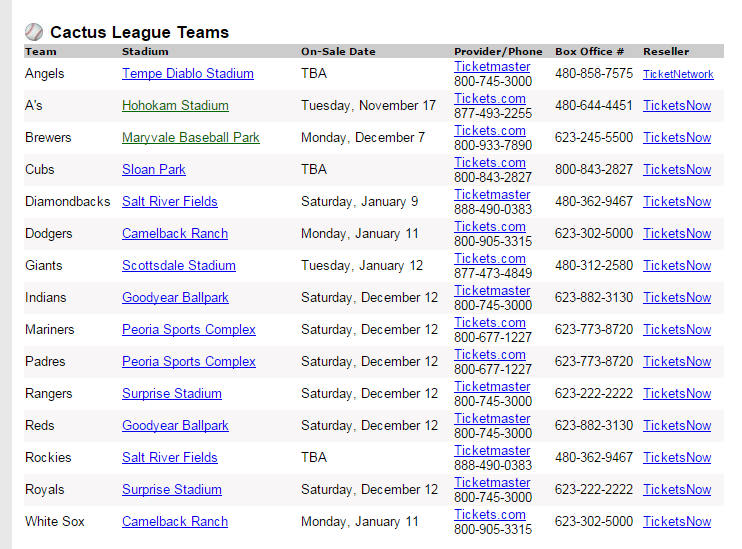 Cactus League Teams
Team Stadium On-Sale Date Provider/Phone Box Office # Reseller
Angels Tempe Diablo Stadium TBA Ticketmaster 480-858-7575 TicketNetwork
800-745-3000
A's Hohokam Stadium Tuesday, November 17 Tickets.com 480-644-4451 TicketsNow
877-493-2255
Brewers Maryvale Baseball Park Monday, December 7 Tickets.com 623-245-5500 TicketsNow
800-933-7890
Cubs Sloan Park TBA Tickets.com 800-843-2827 TicketsNow
800-843-2827
Diamondbacks Salt River Fields Saturday, January 9 Ticketmaster 480-362-9467 TicketsNow
888-490-0383
Dodgers Camelback Ranch Monday, January 11 Tickets.com 623-302-5000 TicketsNow
800-905-3315
Giants Scottsdale Stadium Tuesday, January 12 Tickets.com 480-312-2580 TicketsNow
877-473-4849
Indians Goodyear Ballpark Saturday, December 12 Ticketmaster 623-882-3130 TicketsNow
800-745-3000
Mariners Peoria Sports Complex Saturday, December 12 Tickets.com 623-773-8720 TicketsNow
800-677-1227
Padres Peoria Sports Complex Saturday, December 12 Tickets.com 623-773-8720 TicketsNow
800-677-1227
Rangers Surprise Stadium Saturday, December 12 Ticketmaster 623-222-2222 TicketsNow
800-745-3000
Reds Goodyear Ballpark Saturday, December 12 Ticketmaster 623-882-3130 TicketsNow
800-745-3000
Rockies Salt River Fields TBA Ticketmaster 480-362-9467 TicketsNow
888-490-0383
Royals Surprise Stadium Saturday, December 12 Ticketmaster 623-222-2222 TicketsNow
800-745-3000
White Sox Camelback Ranch Monday, January 11 Tickets.com 623-302-5000 TicketsNow
800-905-3315